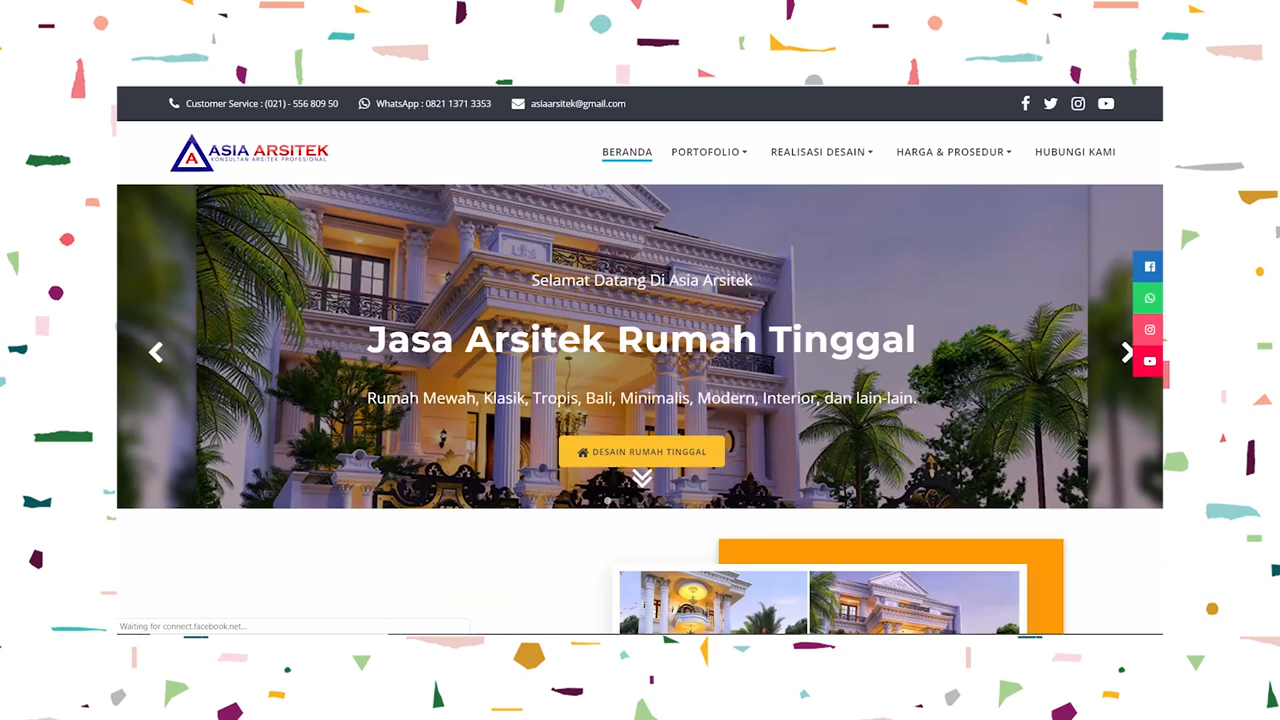 Customer Service : (021) - 556 809 50
WhatsApp : 0821 1371 3353
asiaarsitek@gmail.com
A
ASIA ARSITEK
KONSULTAN ARSITEK PROFESIONAL
BERANDA
PORTOFOLIO
REALISASI DESAIN
HARGA & PROSEDUR
HUBUNGI KAMI
Selamat Datang Di Asia Arsitek
Jasa Arsitek Rumah Tinggal
Rumah Mewah, Klasik, Tropis, Bali, Minimalis, Modern, Interior, dan lain-lain.
DESAIN RUMAH TINGGAL
Waiting for connect.facebook.net...